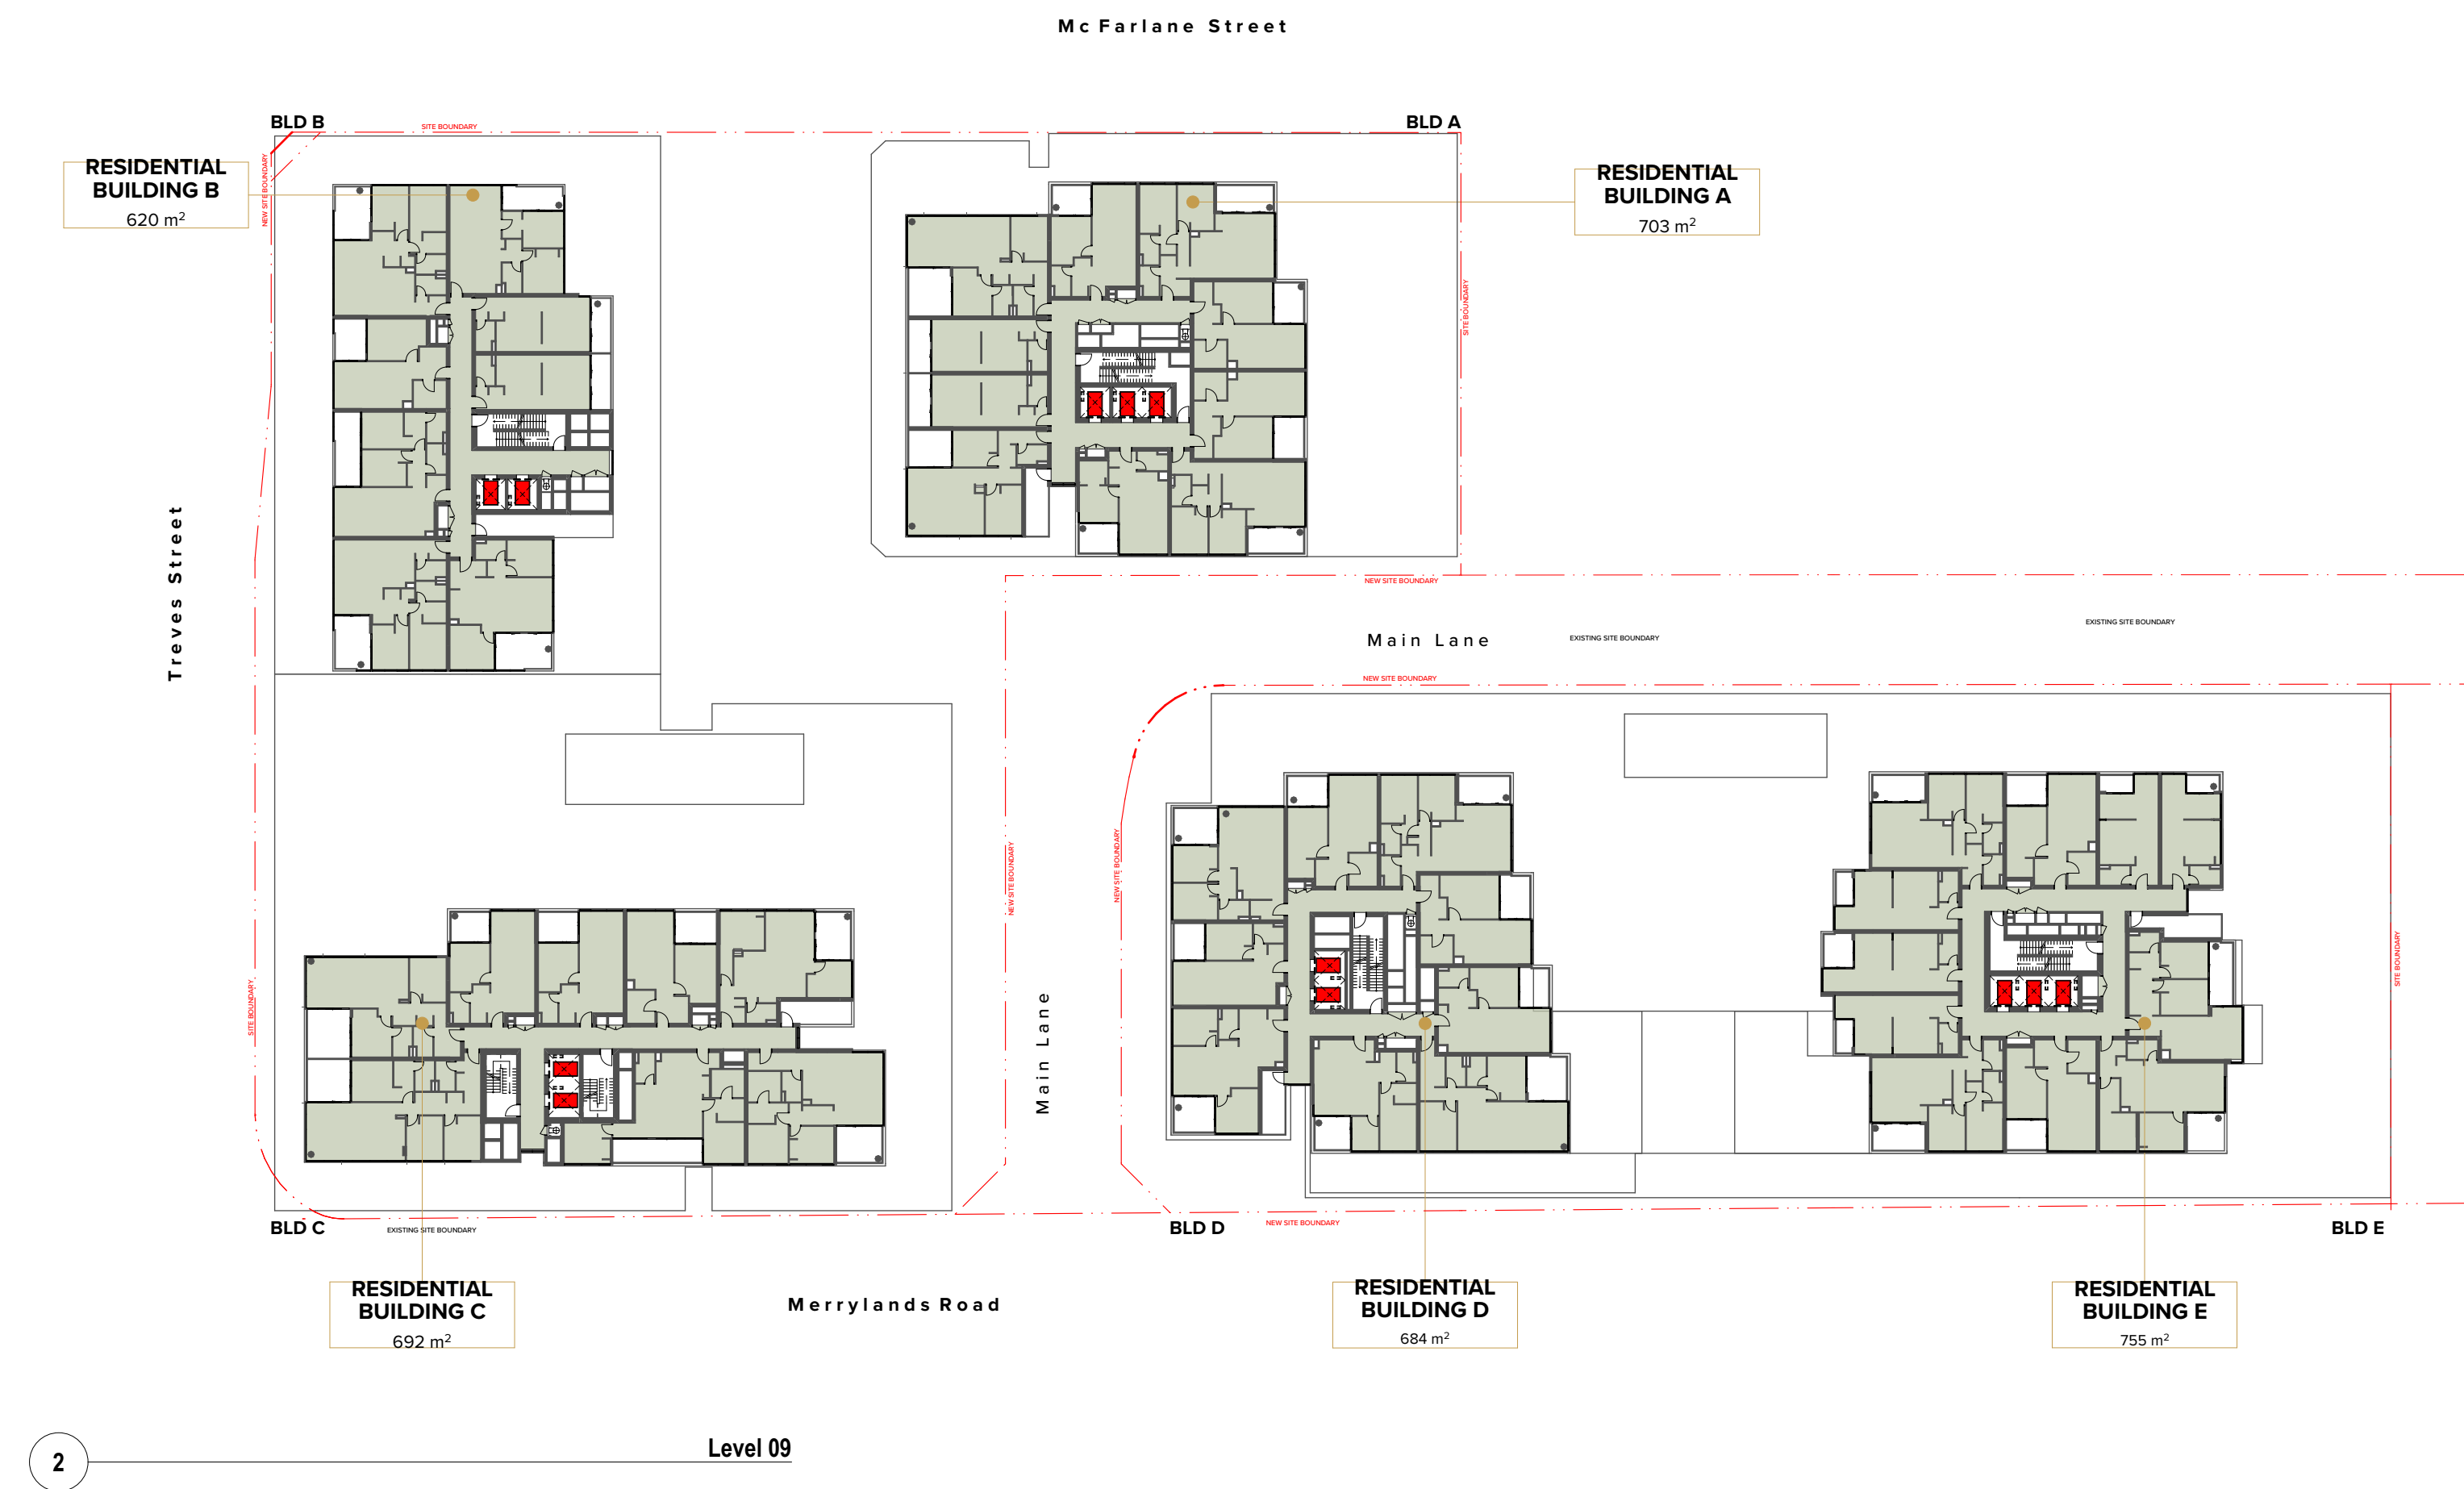 Mc Farlane Street
BLD B
SITE BOUNDARY
BLD A
RESIDENTIAL
BUILDING B
620 m²
NEW SITE BOUNDARY
RESIDENTIAL
BUILDING A
703 m²
SITE BOUNDARY
Treves Street
NEW SITE BOUNDARY
Main Lane
EXISTING SITE BOUNDARY
EXISTING SITE BOUNDARY
NEW SITE BOUNDARY
NEW SITE BOUNDARY
NEW SITE BOUNDARY
SITE BOUNDARY
SITE BOUNDARY
Main Lane
BLD C
EXISTING SITE BOUNDARY
BLD D
NEW SITE BOUNDARY
BLD E
RESIDENTIAL
BUILDING C
692 m²
Merrylands Road
RESIDENTIAL
BUILDING D
684 m²
RESIDENTIAL
BUILDING E
755 m²
2
Level 09